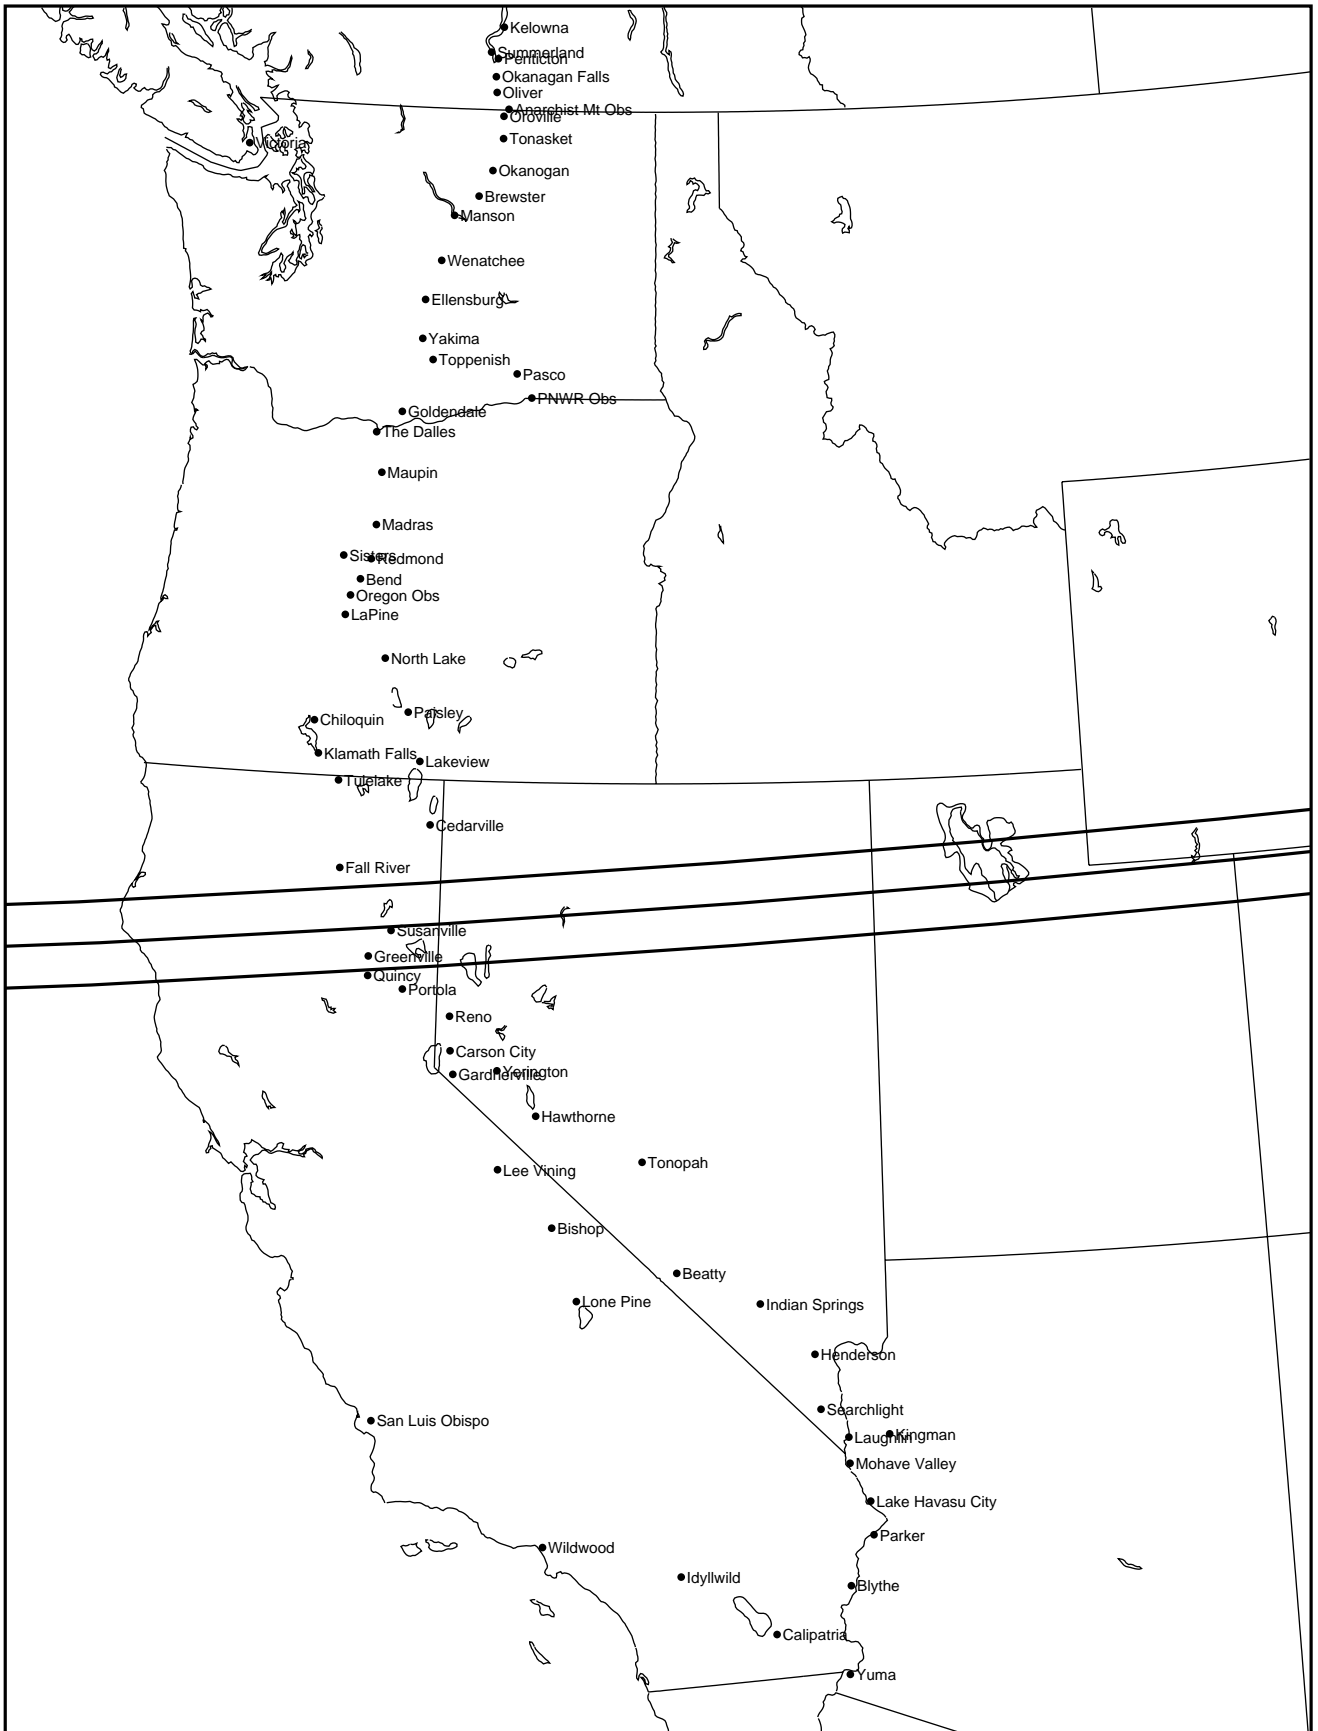 Kelowna
Summerland
Penticton
Okanagan Falls
Oliver
Anarchist Mt Obs
Oroville
Tonasket
Victoria
Okanogan
Brewster
Manson
Wenatchee
Ellensburg
Yakima
Toppenish
Pasco
PNWR Obs
Goldendale
The Dalles
Maupin
Madras
Sisters
Redmond
Bend
Oregon Obs
LaPine
North Lake
Paisley
Chiloquin
Klamath Falls
Lakeview
Tulelake
Cedarville
Fall River
Susanville
Greenville
Quincy
Portola
Reno
Carson City
Yerington
Gardnerville
Hawthorne
Tonopah
Lee Vining
Bishop
Beatty
Lone Pine
Indian Springs
Henderson
Searchlight
San Luis Obispo
Kingman
Laughlin
Mohave Valley
Lake Havasu City
Parker
Wildwood
Idyllwild
Blythe
Calipatria
Yuma